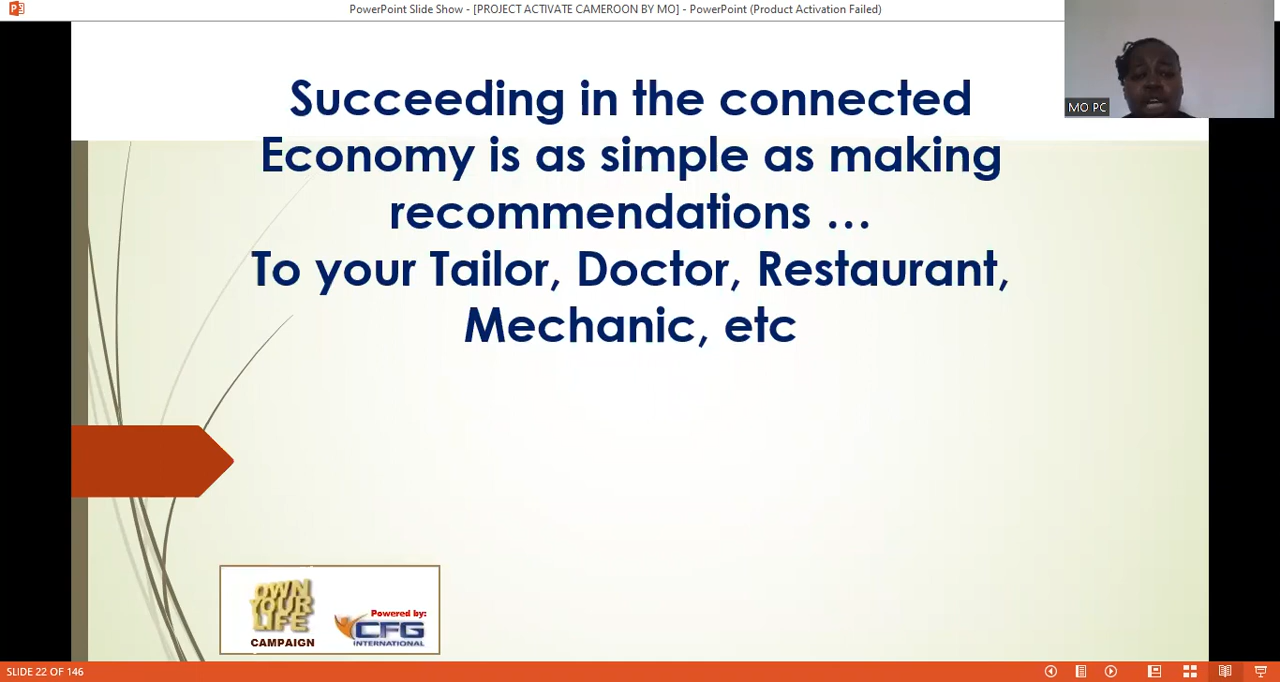 PowerPoint Slide Show - [PROJECT ACTIVATE CAMEROON BY MO] - PowerPoint (Product Activation Failed)
MO PC
Succeeding in the connected
Economy is as simple as making
recommendations ...
To your Tailor, Doctor, Restaurant,
Mechanic, etc
OWN
YOUR
LIFE
CAMPAIGN
Powered by:
CFG
INTERNATIONAL
SLIDE 22 OF 146